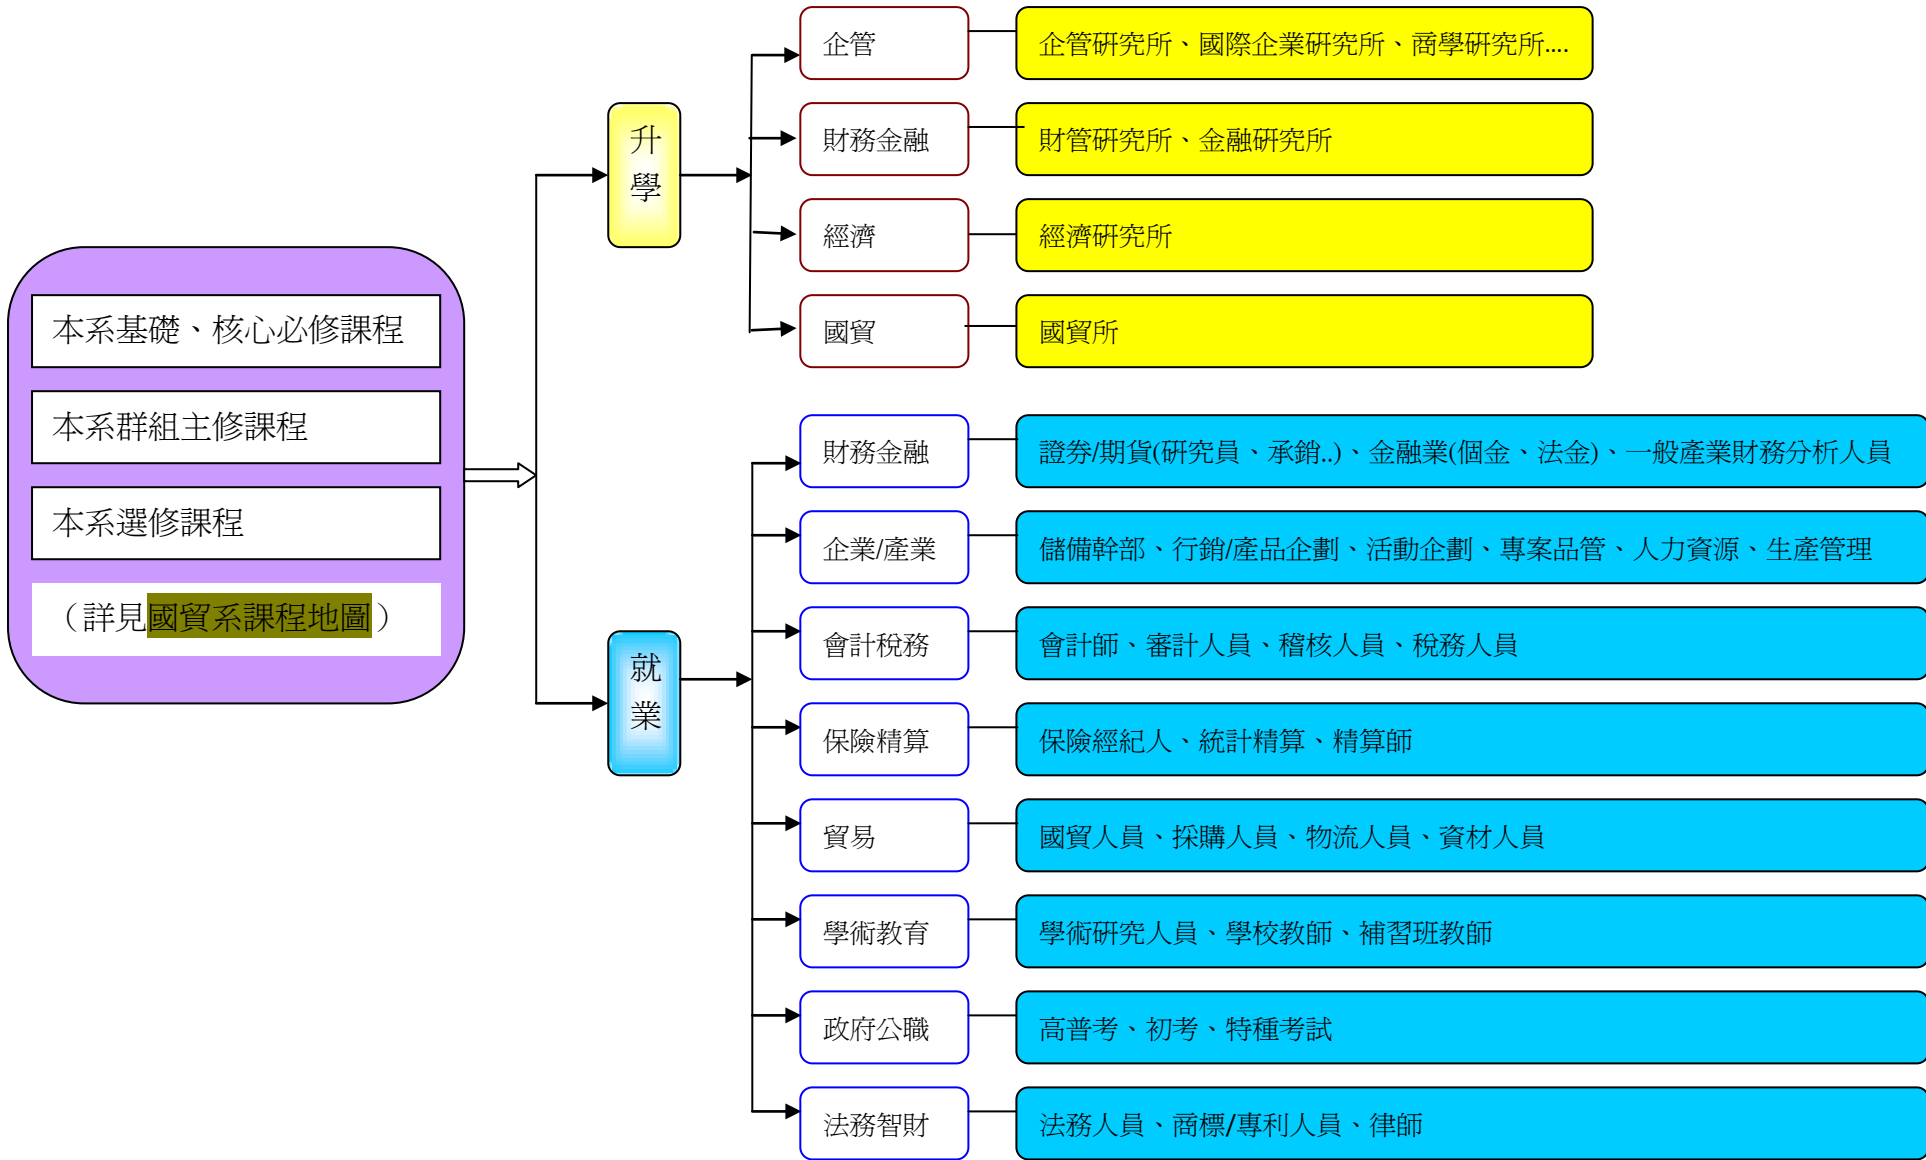 本系基礎、核心必修課程
本系群組主修課程
本系選修課程
（詳見國貿系課程地圖）
升
學
企管
企管研究所、國際企業研究所、商學研究所....
財務金融
財管研究所、金融研究所
經濟
經濟研究所
國貿
國貿所
就
業
財務金融
證券/期貨(研究員、承銷..)、金融業(個金、法金)、一般產業財務分析人員
企業/產業
儲備幹部、行銷/產品企劃、活動企劃、專案品管、人力資源、生產管理
會計稅務
會計師、審計人員、稽核人員、稅務人員
保險精算
保險經紀人、統計精算、精算師
貿易
國貿人員、採購人員、物流人員、資材人員
學術教育
學術研究人員、學校教師、補習班教師
政府公職
高普考、初考、特種考試
法務智財
法務人員、商標/專利人員、律師